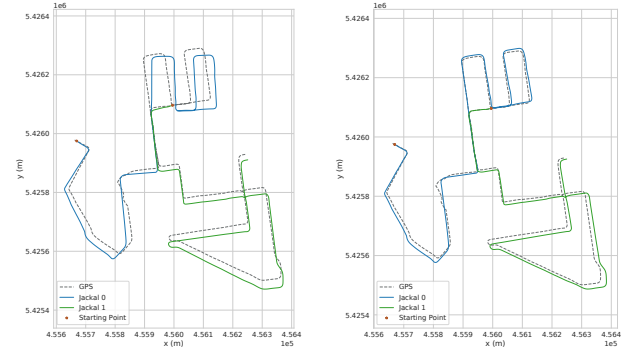 1e6 1e6
5.4264 5.4264
5.4262 5.4262
5.4260 5.4260
y (m) y (m)
5.4258 5.4258
5.4256 5.4256
GPS GPS
Jackal 0 Jackal 0
Jackal 1 Jackal 1
5.4254 5.4254
Starting Point Starting Point
4.556 4.557 4.558 4.559 4.560 4.561 4.562 4.563 4.564 4.556 4.557 4.558 4.559 4.560 4.561 4.562 4.563 4.564
x (m) 1e5 x (m) 1e5